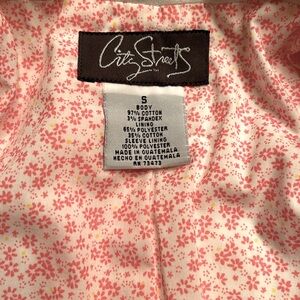 City Streets
S
BODY
97% COTTON
3% SPANDEX
LINING
65% POLYESTER
35% COTTON
SLEEVE LINING
100% POLYESTER
MADE IN GUATEMALA
HECHO EN GUATEMALA
RN 73473